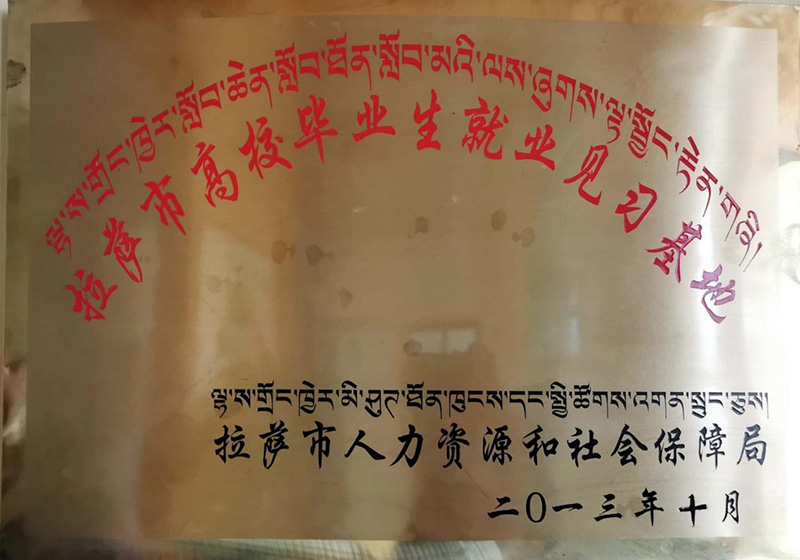 ལྷ་ས་གྲོང་ཁྱེར་སློབ་ཆེན་སློབ་ཐོན་སློབ་མའི་ལས་ཞུགས་ལྟ་སྦྱོང་རྟེན་གཞི།
拉萨市高校毕业生就业见习基地
ལྷ་ས་གྲོང་ཁྱེར་མི་ཤུཊ་ཐོན་ཁུངས་དང་སྤྱི་ཚོགས་འགན་སྲུང་ཅུས།
拉萨市人力资源和社会保障局
二〇一三年十月